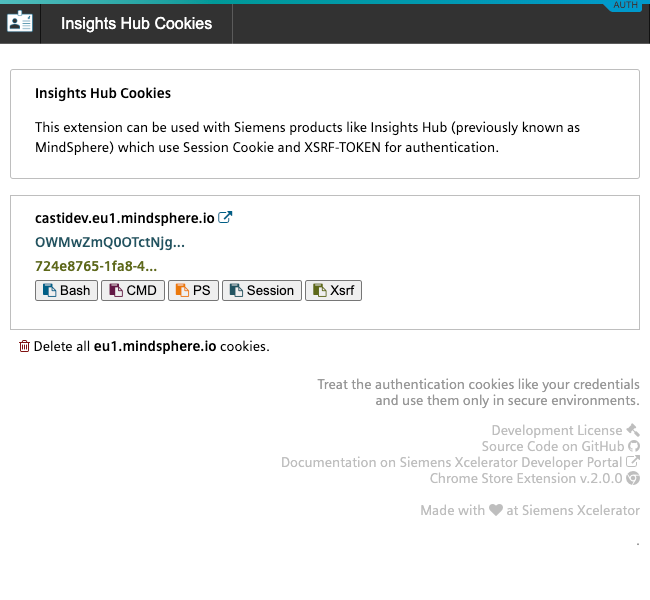 AUTH
Insights Hub Cookies
Insights Hub Cookies
This extension can be used with Siemens products like Insights Hub (previously known as
MindSphere) which use Session Cookie and XSRF-TOKEN for authentication.
castidev.eu1.mindsphere.io
OWMwZmQ0OTctNjg...
724e8765-1fa8-4...
Bash CMD PS Session Xsrf
Delete all eu1.mindsphere.io cookies.
Treat the authentication cookies like your credentials
and use them only in secure environments.
Development License
Source Code on GitHub
Documentation on Siemens Xcelerator Developer Portal
Chrome Store Extension v.2.0.0
Made with ♥ at Siemens Xcelerator
.